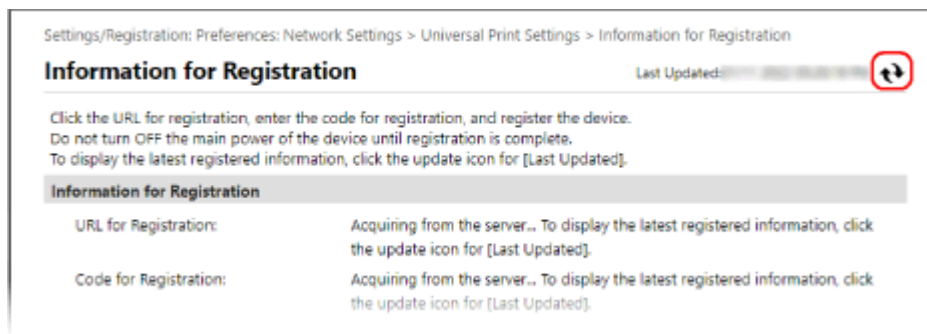 Settings/Registration: Preferences: Network Settings > Universal Print Settings > Information for Registration
Information for Registration
Last Updated:
Click the URL for registration, enter the code for registration, and register the device.
Do not turn OFF the main power of the device until registration is complete.
To display the latest registered information, click the update icon for [Last Updated].
Information for Registration
URL for Registration: Acquiring from the server... To display the latest registered information, click
the update icon for [Last Updated].
Code for Registration: Acquiring from the server... To display the latest registered information, click
the update icon for [Last Updated].